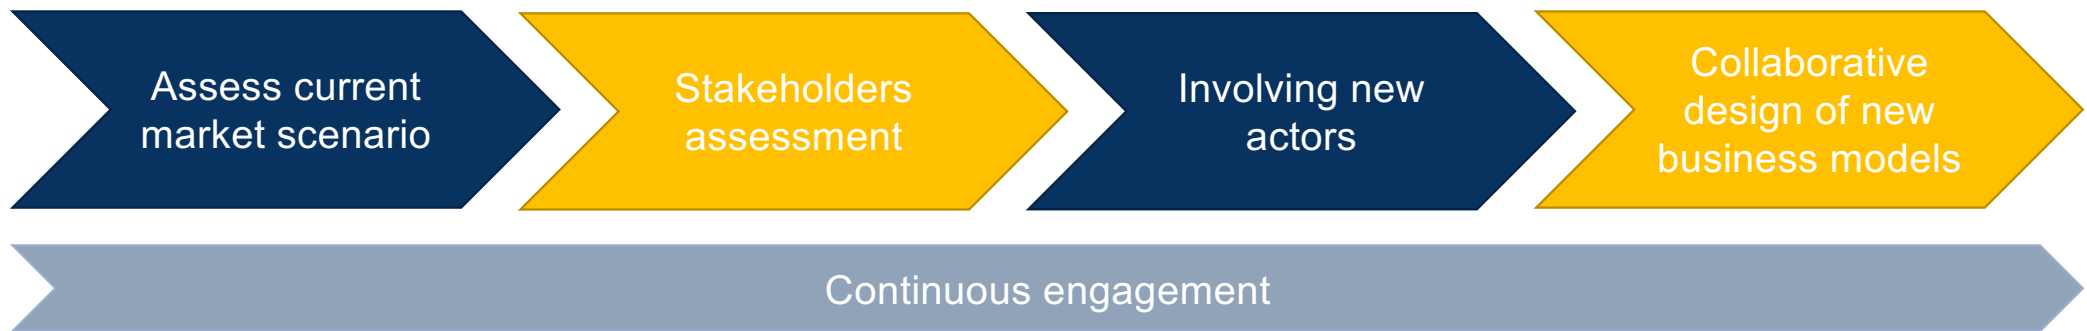 Assess current
market scenario
Stakeholders
assessment
Involving new
actors
Collaborative
design of new
business models
Continuous engagement